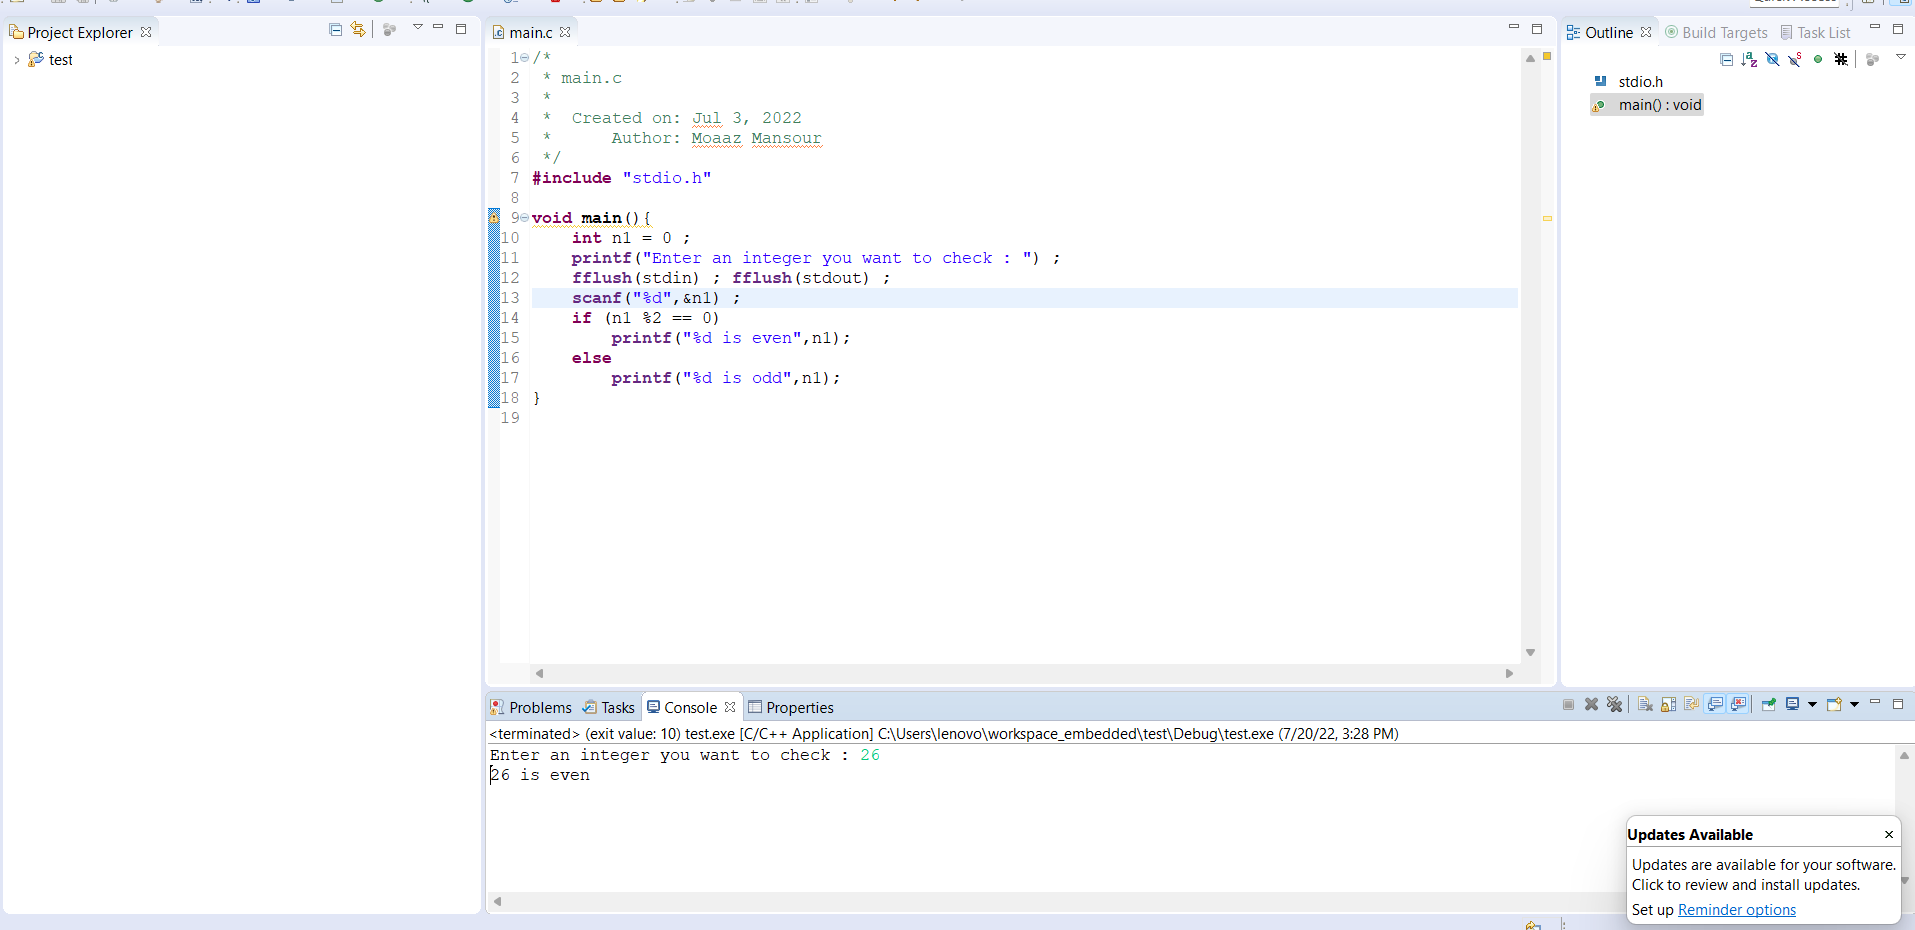 Project Explorer
test
main.c
1 /*
2  * main.c
3  *
4  *  Created on: Jul 3, 2022
5  *      Author: Moaaz Mansour
6  */
7 #include "stdio.h"
8
9 void main(){
10     int n1 = 0 ;
11     printf("Enter an integer you want to check : ") ;
12     fflush(stdin) ; fflush(stdout) ;
13     scanf("%d",&n1) ;
14     if (n1 %2 == 0)
15         printf("%d is even",n1);
16     else
17         printf("%d is odd",n1);
18 }
19
Outline Build Targets Task List
stdio.h
main() : void
Problems Tasks Console Properties
<terminated> (exit value: 10) test.exe [C/C++ Application] C:\Users\lenovo\workspace_embedded\test\Debug\test.exe (7/20/22, 3:28 PM)
Enter an integer you want to check : 26
26 is even
Updates Available
Updates are available for your software.
Click to review and install updates.
Set up Reminder options